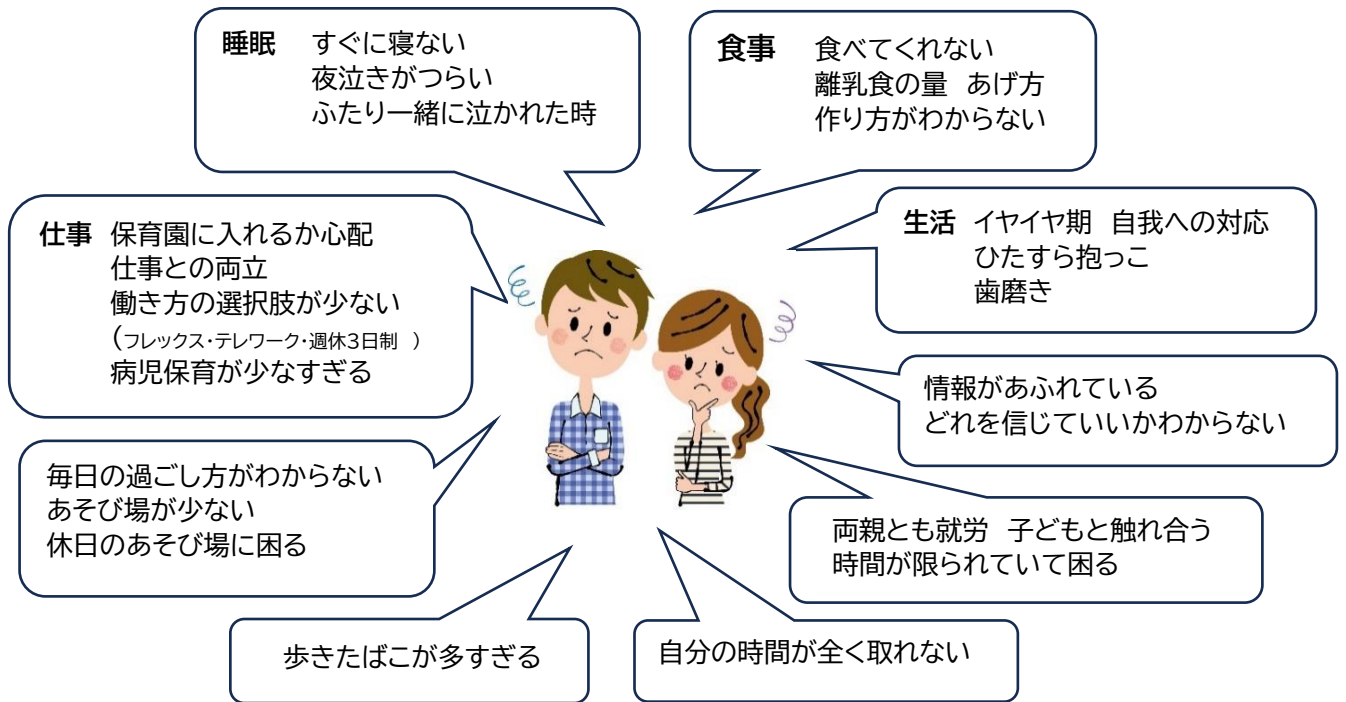 睡眠　すぐに寝ない
夜泣きがつらい
ふたり一緒に泣かれた時
食事　食べてくれない
離乳食の量　あげ方
作り方がわからない
仕事　保育園に入れるか心配
仕事との両立
働き方の選択肢が少ない
(フレックス・テレワーク・週休3日制　)
病児保育が少なすぎる
生活　イヤイヤ期　自我への対応
ひたすら抱っこ
歯磨き
情報があふれている
どれを信じていいかわからない
毎日の過ごし方がわからない
あそび場が少ない
休日のあそび場に困る
両親とも就労　子どもと触れ合う
時間が限られていて困る
歩きたばこが多すぎる
自分の時間が全く取れない